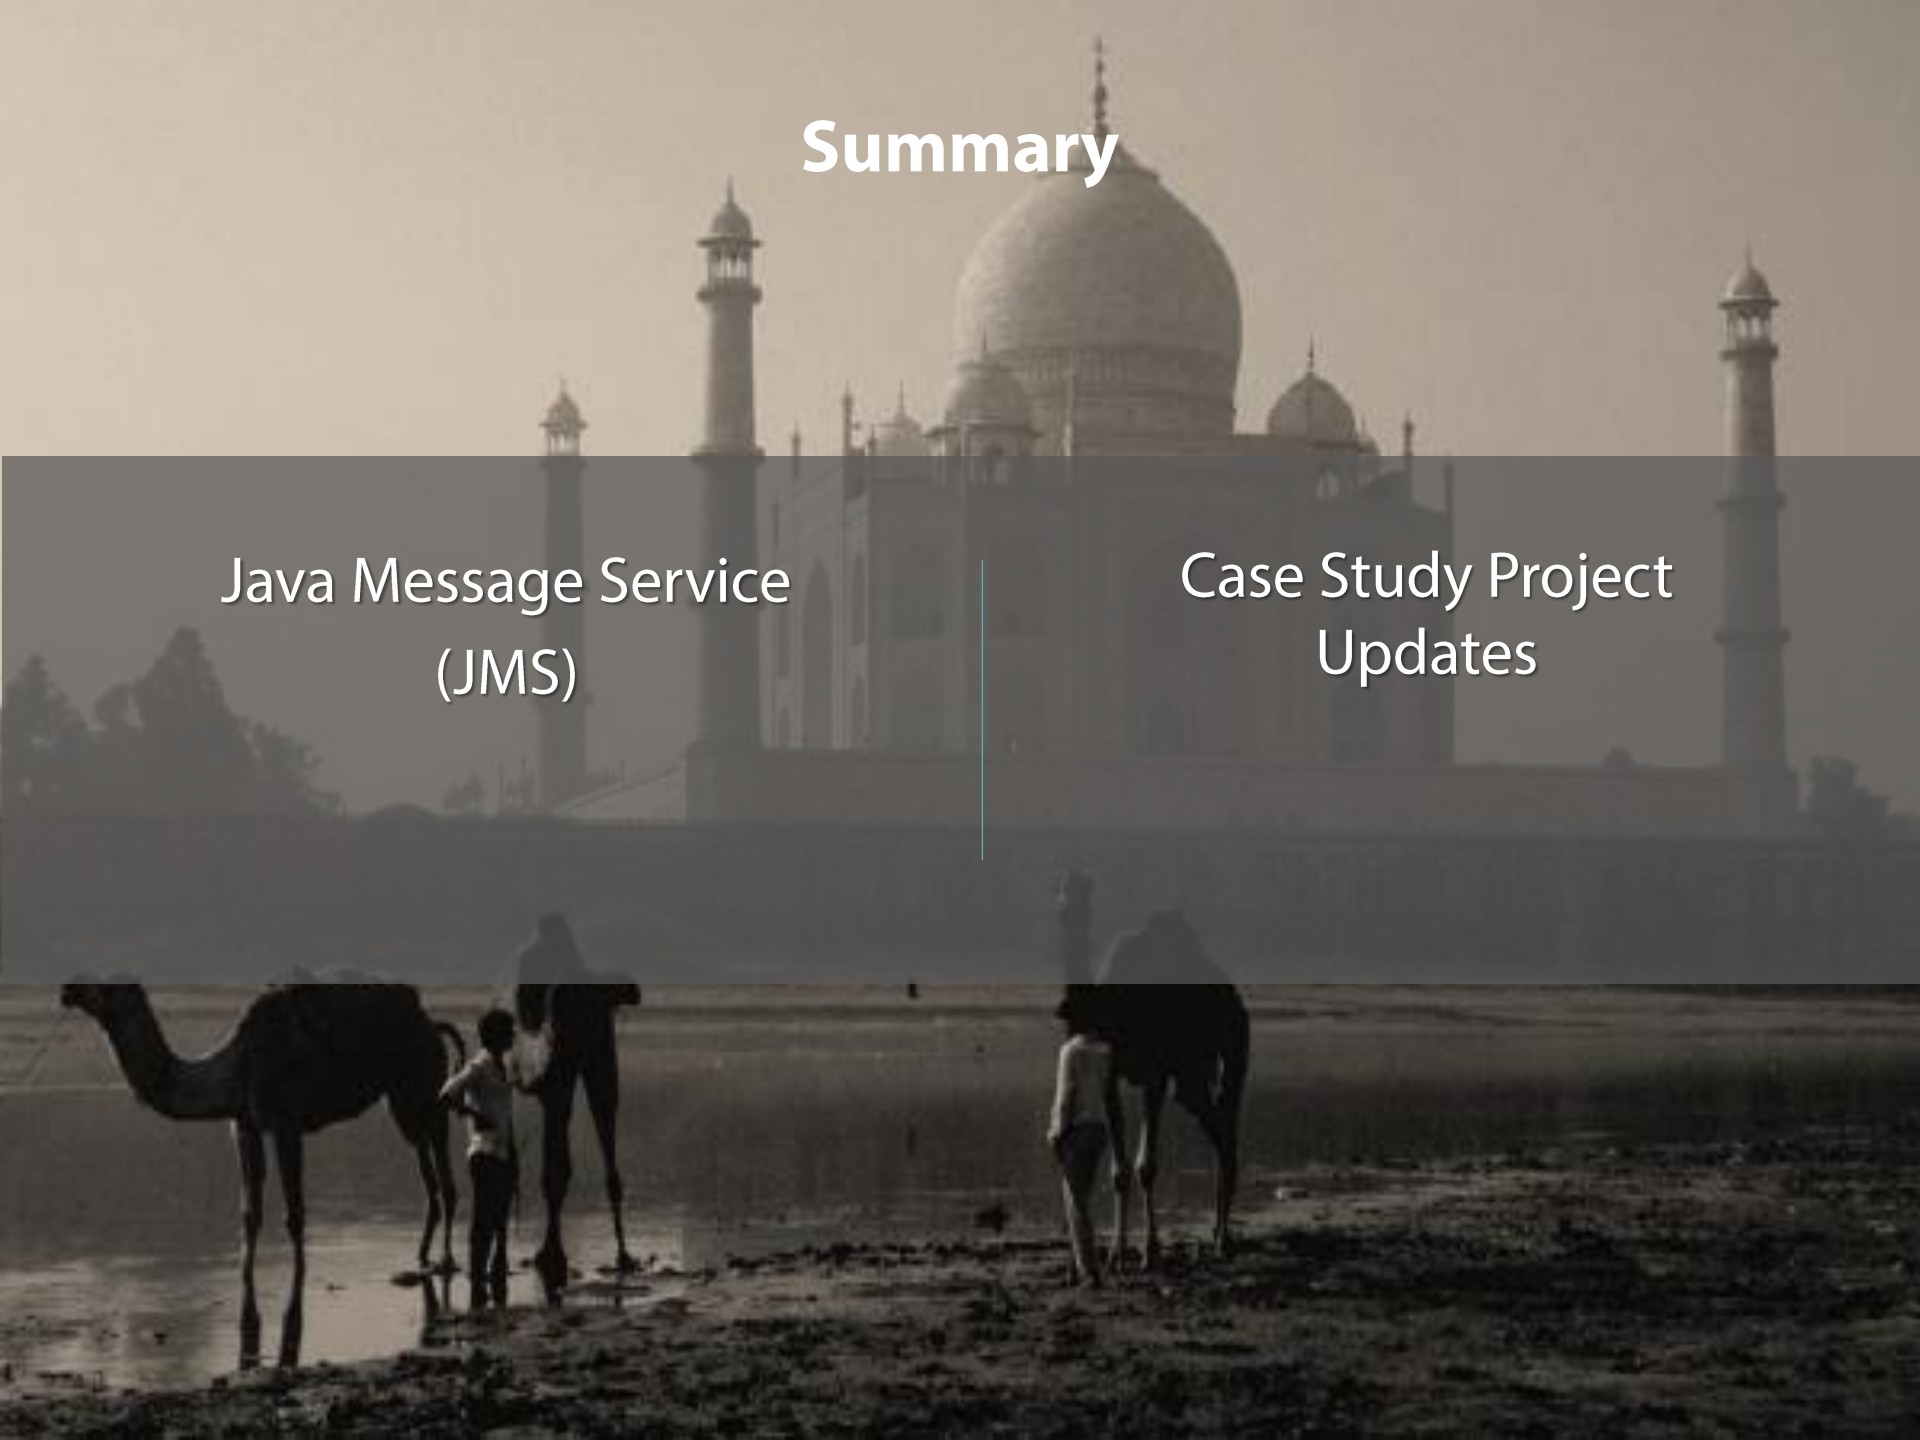 Summary
Java Message Service
(JMS)
Case Study Project
Updates